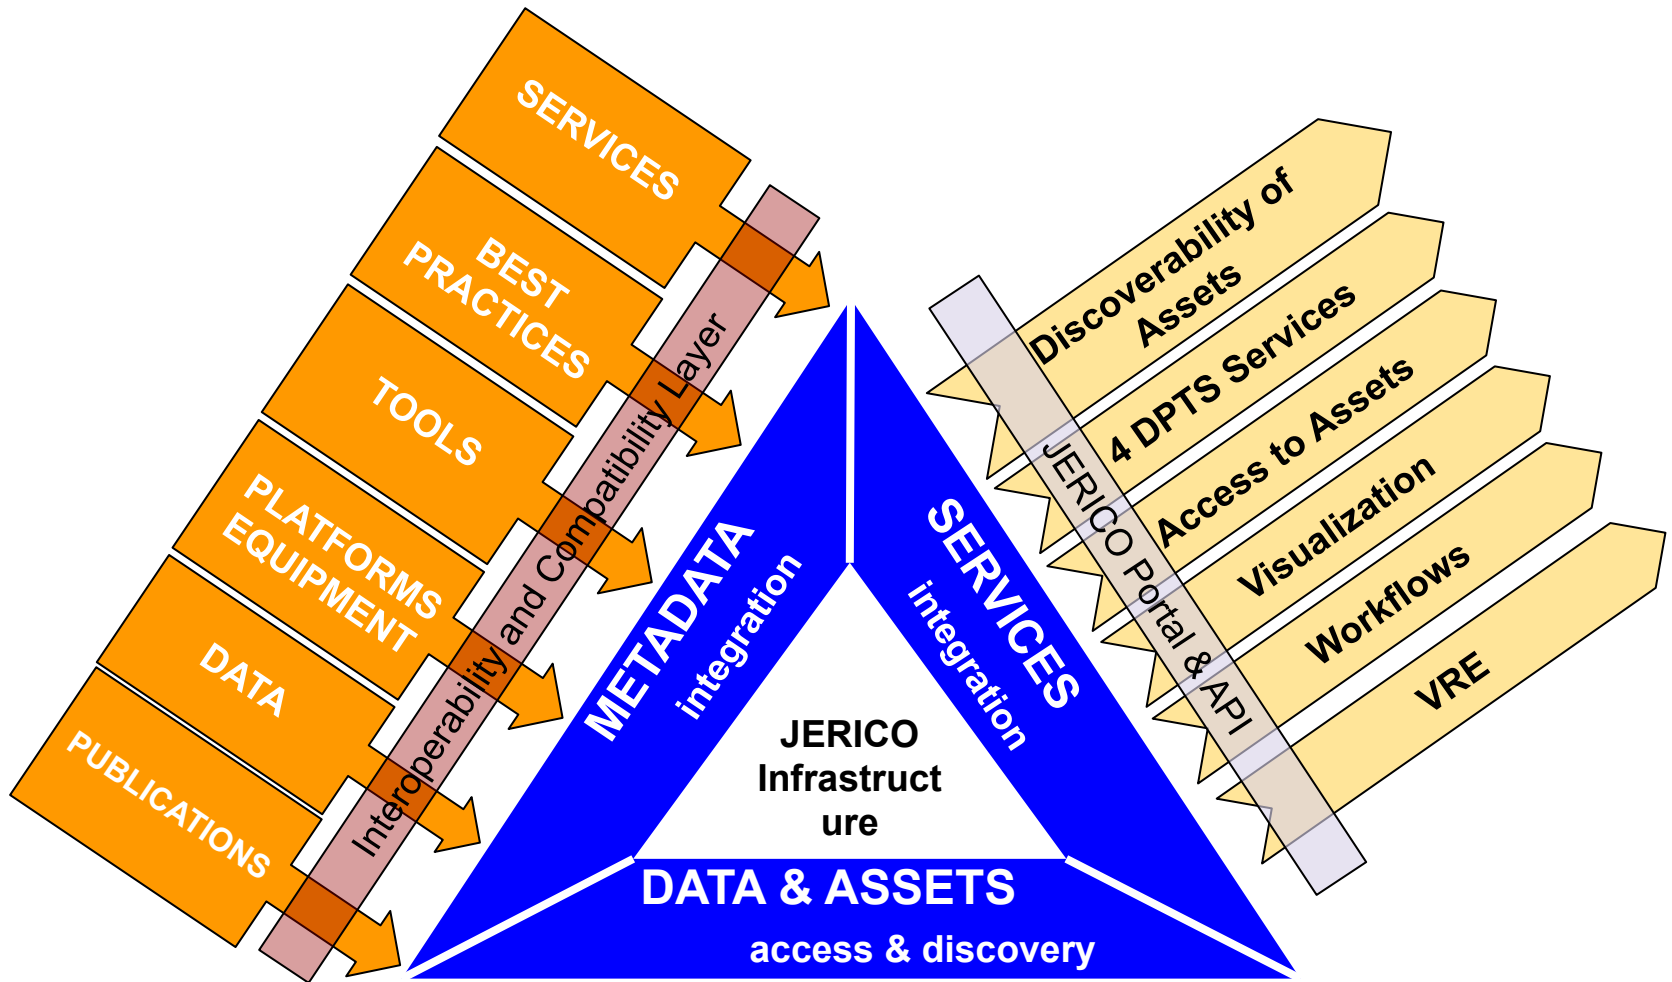 SERVICES
BEST
PRACTICES
TOOLS
PLATFORMS
EQUIPMENT
DATA
PUBLICATIONS
Interoperability and Compatibility Layer
METADATA
integration
SERVICES
integration
JERICO
Infrastruct
ure
DATA & ASSETS
access & discovery
JERICO Portal & API
Discoverability of
Assets
4 DPTS Services
Access to Assets
Visualization
Workflows
VRE